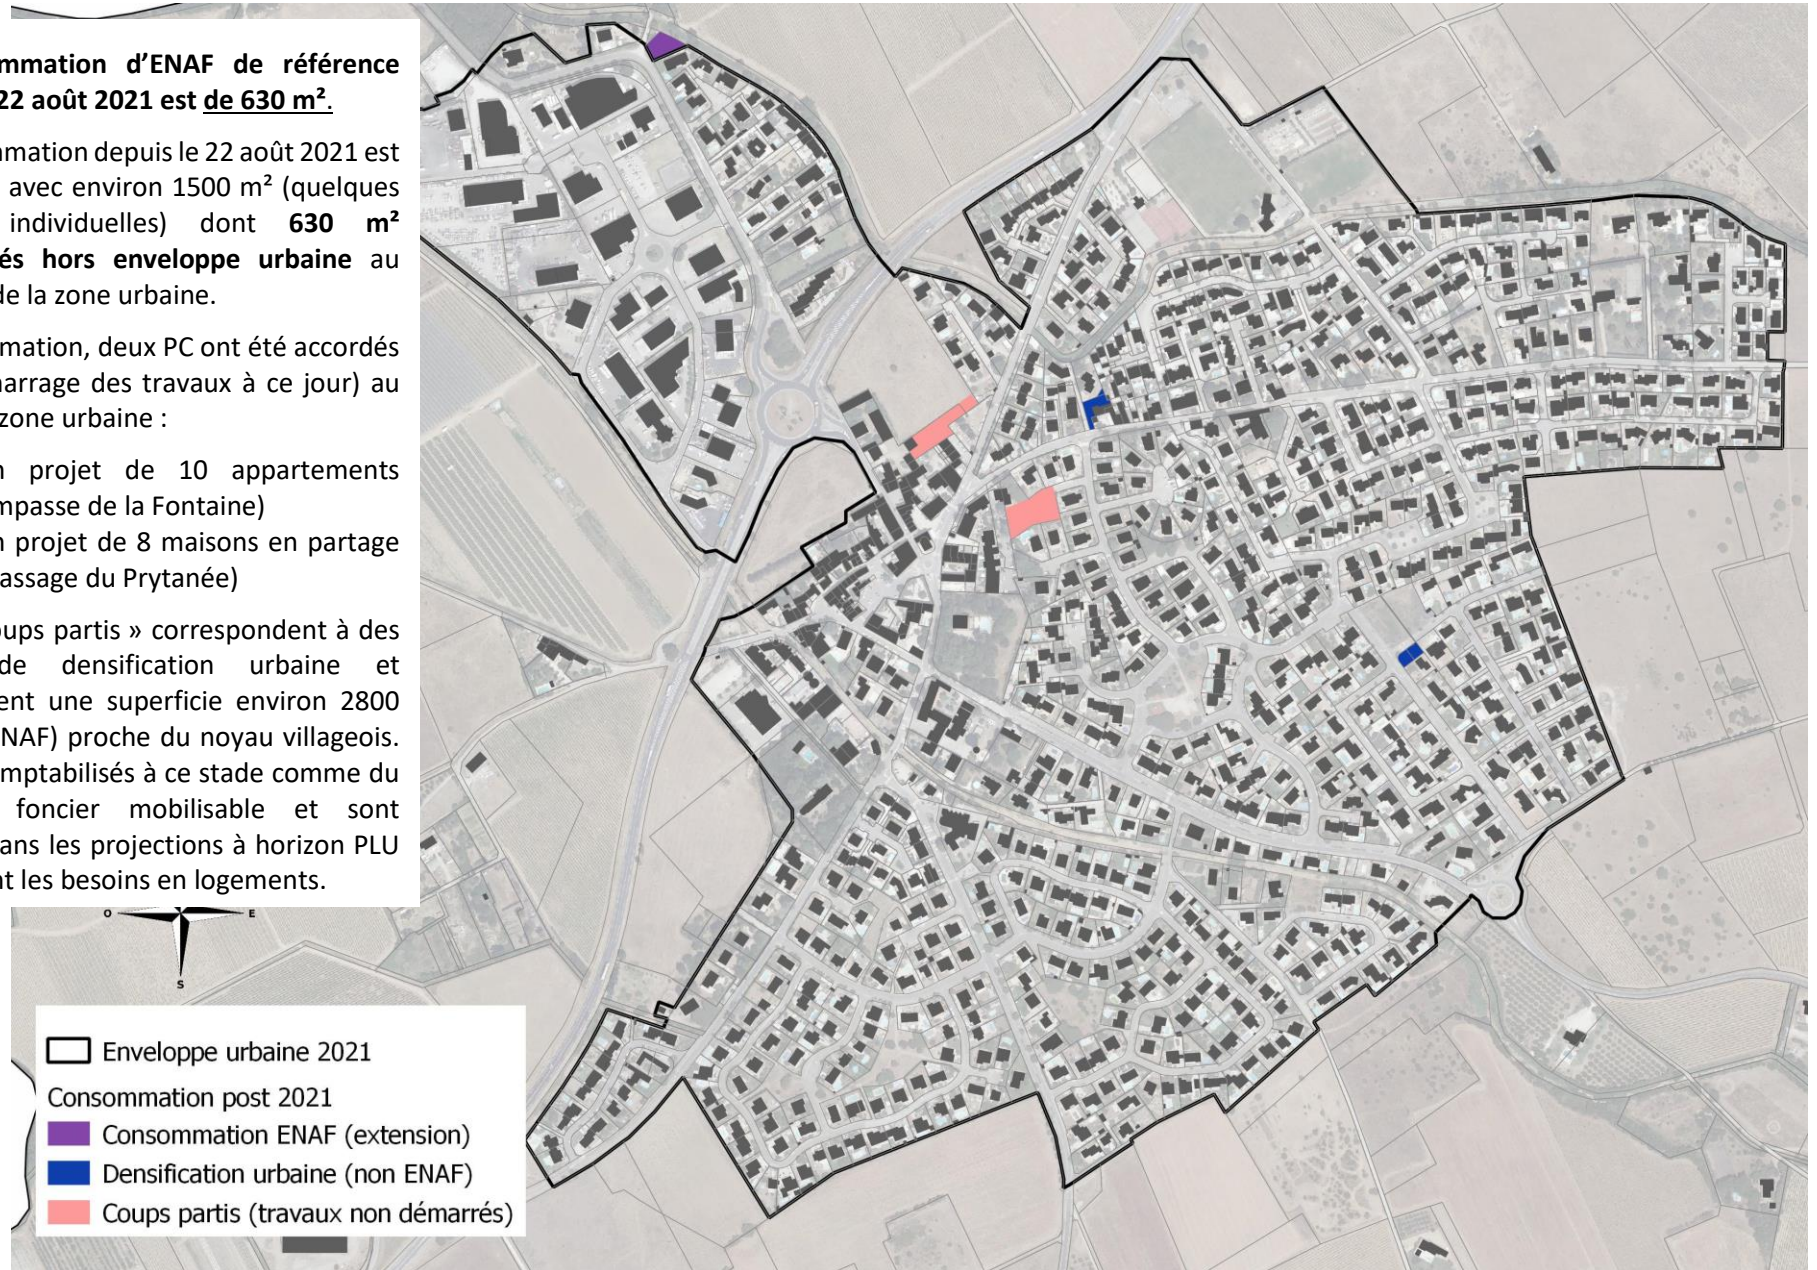 mmation d'ENAF de référence
22 août 2021 est de 630 m².
mation depuis le 22 août 2021 est
avec environ 1500 m² (quelques
individuelles) dont 630 m²
és hors enveloppe urbaine au
de la zone urbaine.
mation, deux PC ont été accordés
arrage des travaux à ce jour) au
zone urbaine :
n projet de 10 appartements
mpasse de la Fontaine)
n projet de 8 maisons en partage
assage du Prytanée)
oups partis » correspondent à des
de densification urbaine et
ent une superficie environ 2800
NAF) proche du noyau villageois.
mptabilisés à ce stade comme du
foncier mobilisable et sont
ans les projections à horizon PLU
nt les besoins en logements.
O E
S
Enveloppe urbaine 2021
Consommation post 2021
Consommation ENAF (extension)
Densification urbaine (non ENAF)
Coups partis (travaux non démarrés)